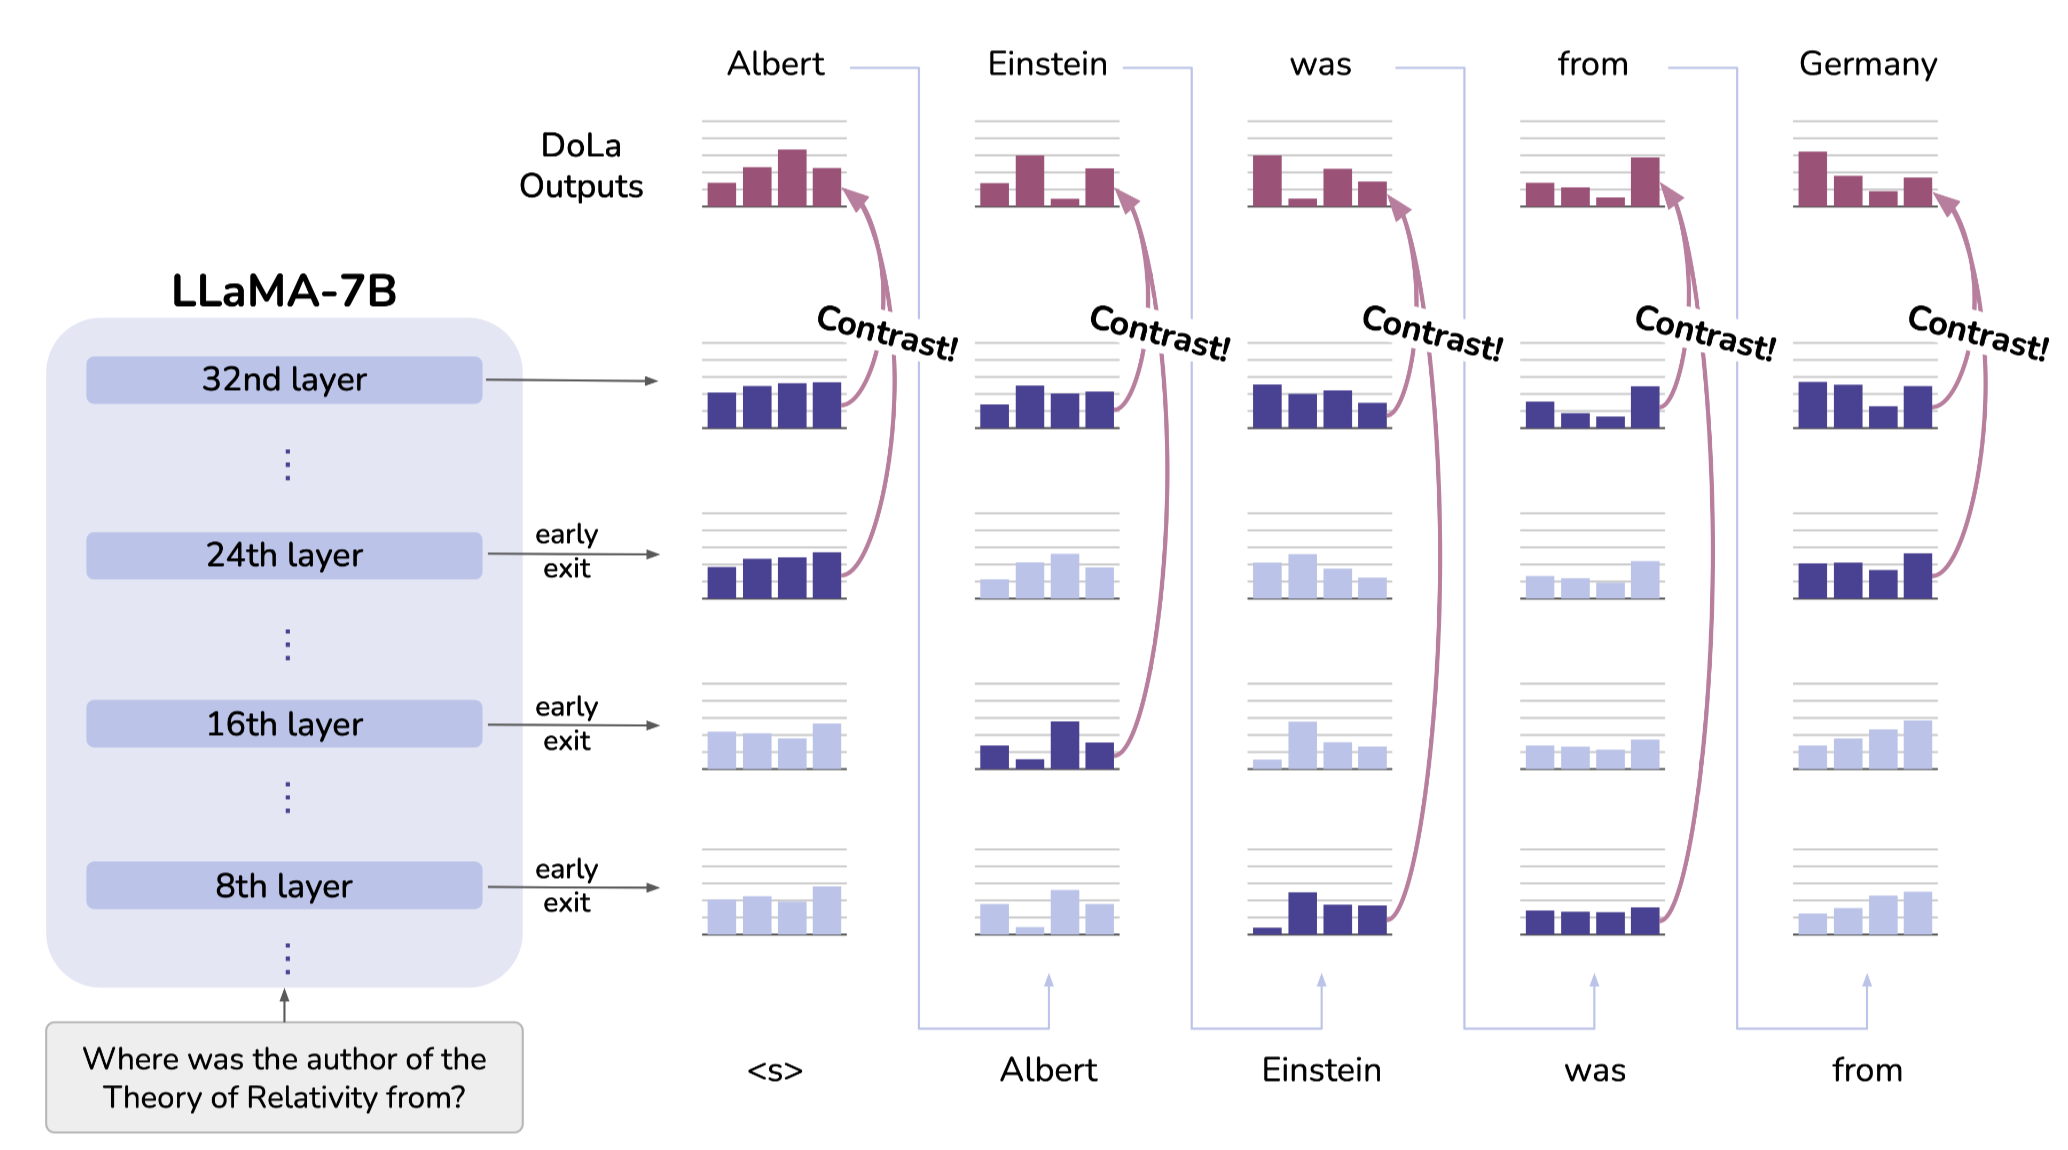 Albert Einstein was from Germany
DoLa
Outputs
LLaMA-7B
Contrast! Contrast! Contrast! Contrast! Contrast!
32nd layer
24th layer
early
exit
16th layer
early
exit
8th layer
early
exit
Where was the author of the
Theory of Relativity from?
<s> Albert Einstein was from